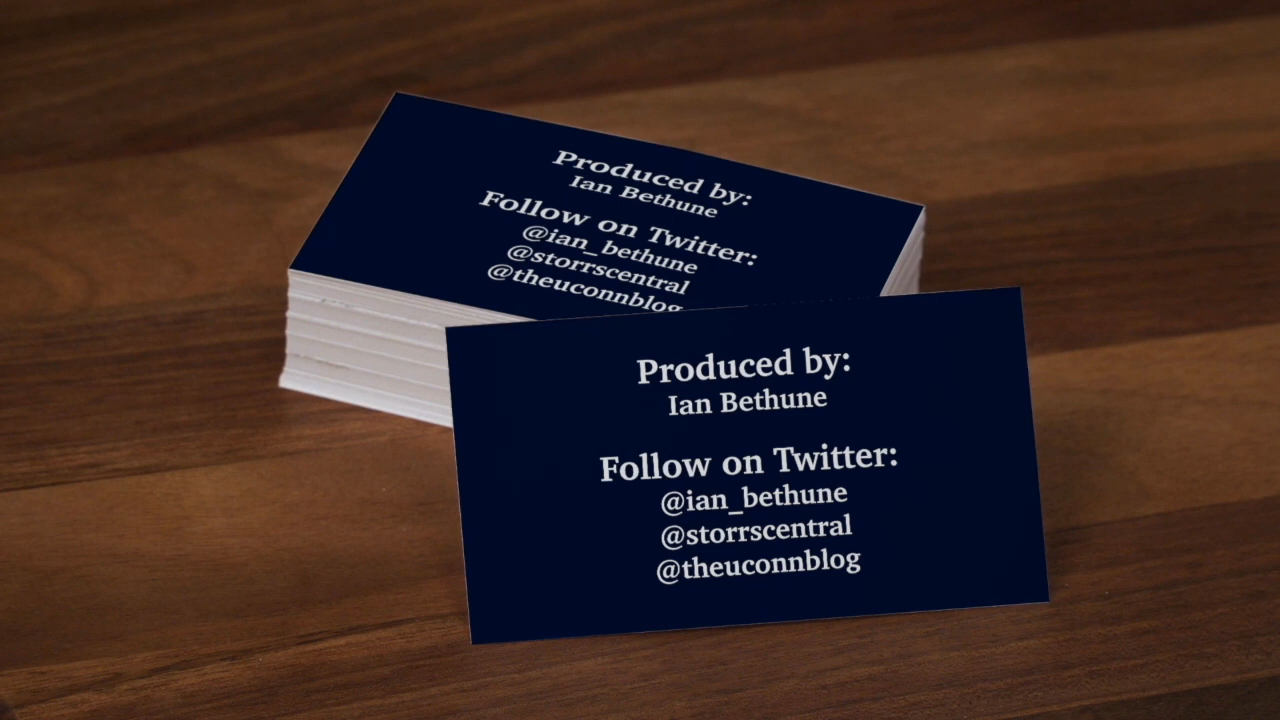 Produced by:
Ian Bethune
Follow on Twitter:
@ian_bethune
@storrscentral
@theuconnblog
Produced by:
Ian Bethune
Follow on Twitter:
@ian_bethune
@storrscentral
@theuconnblog